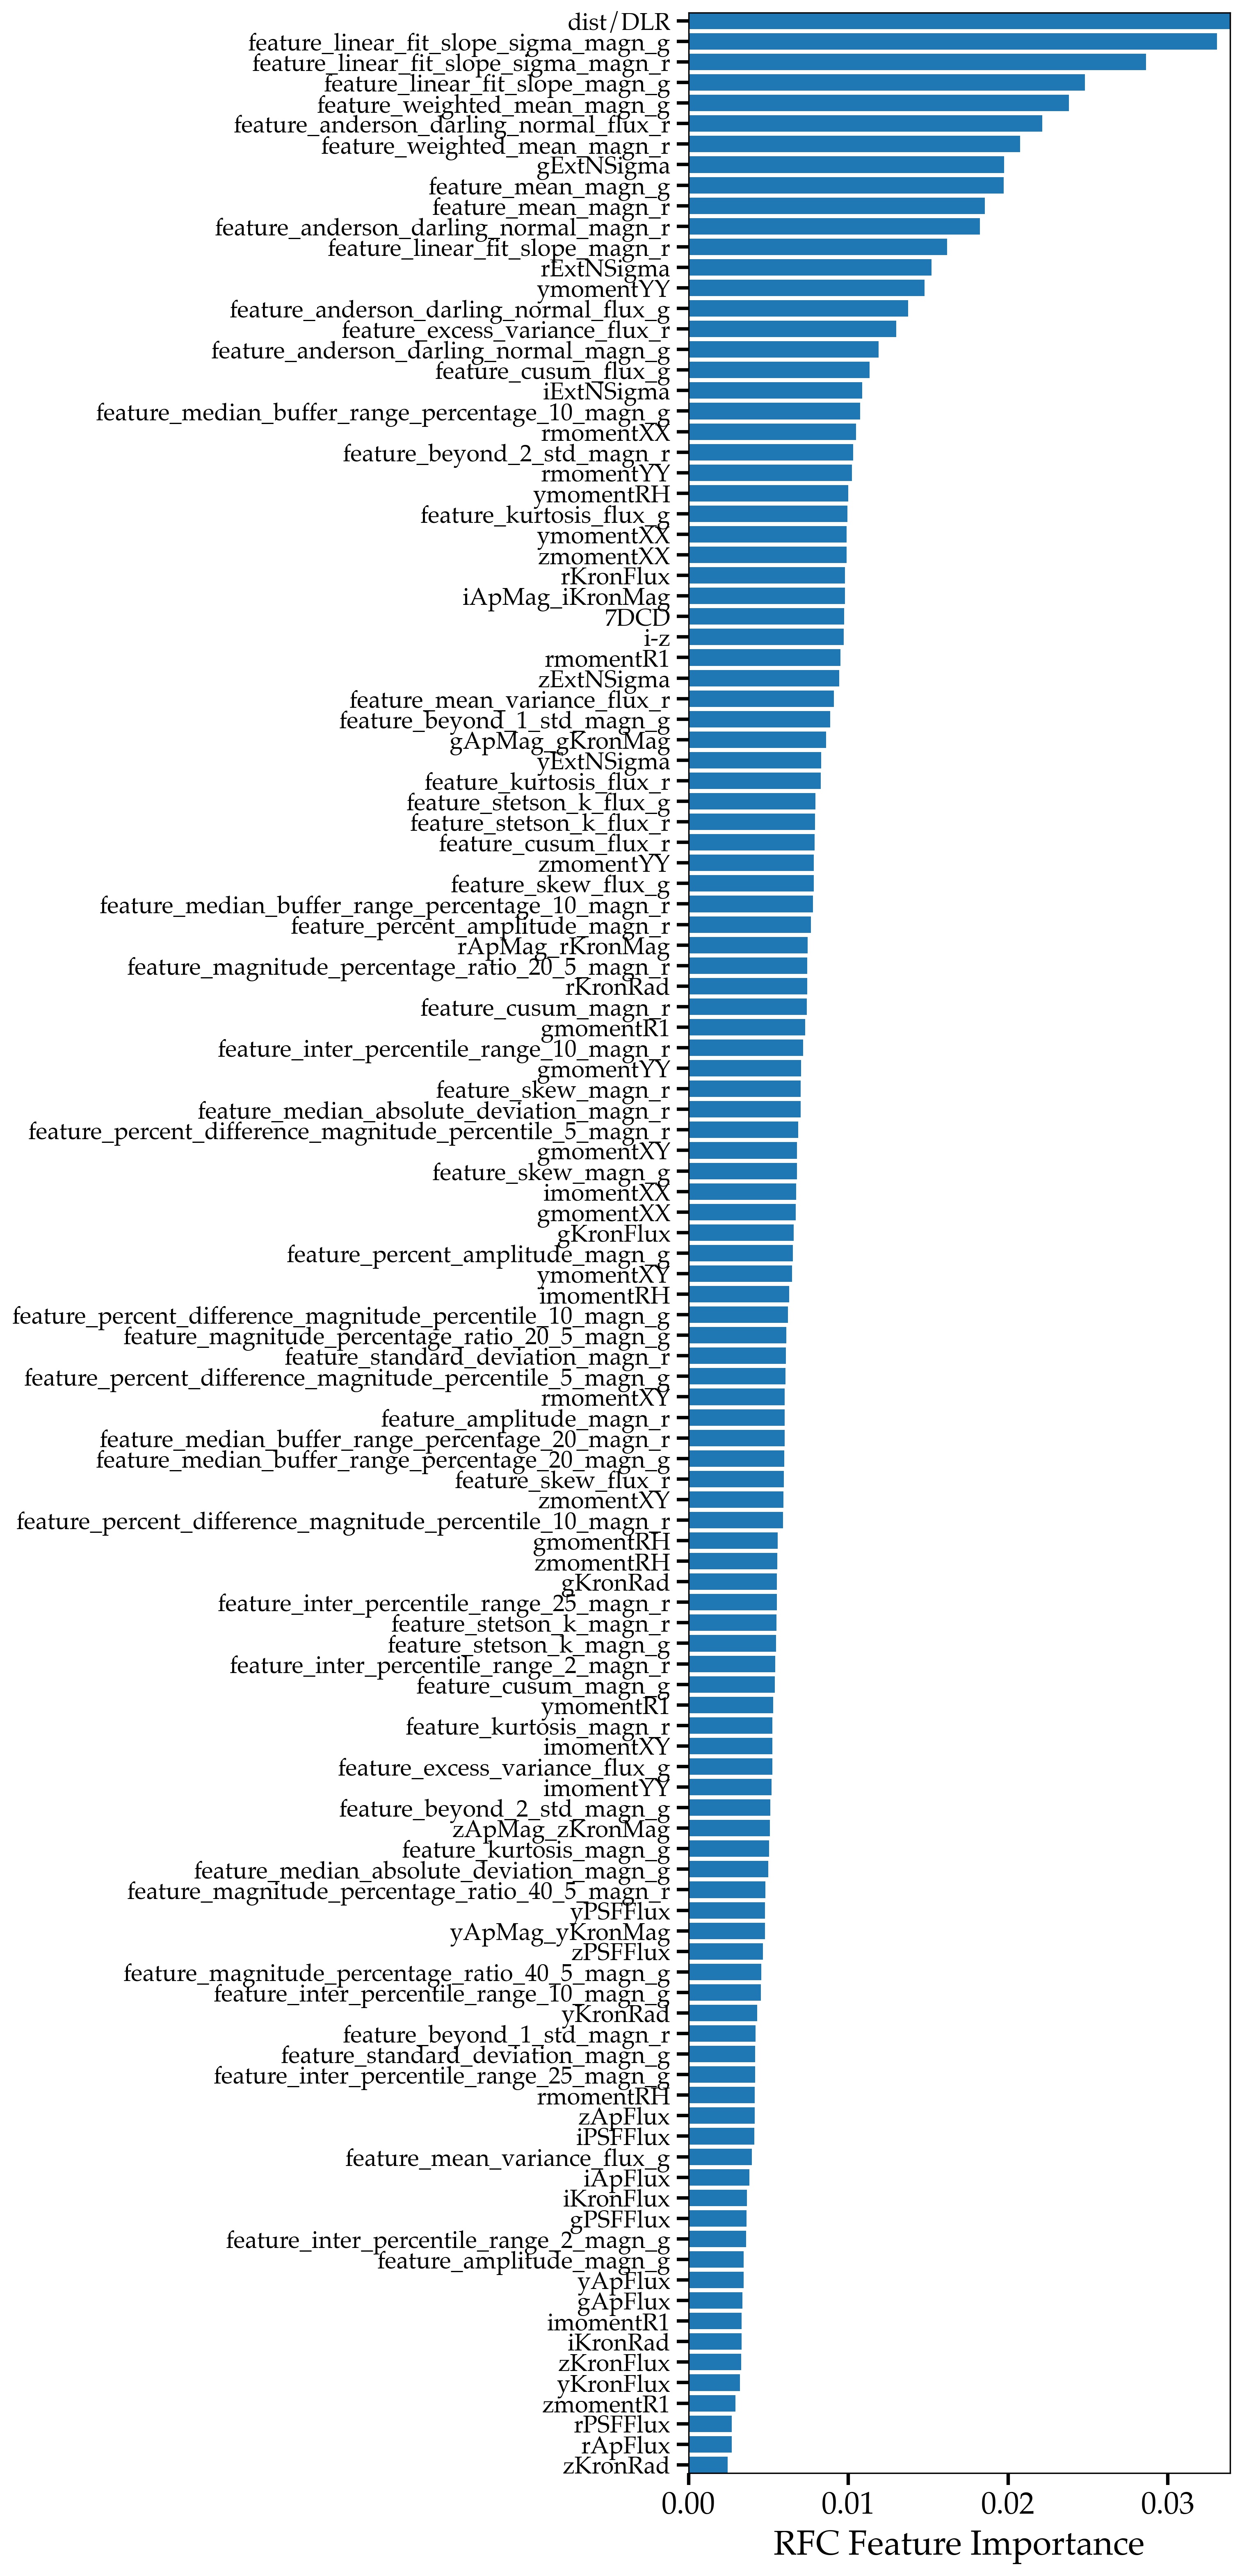 dist/DLR
feature_linear_fit_slope_sigma_magn_g
feature_linear_fit_slope_sigma_magn_r
feature_linear_fit_slope_magn_g
feature_weighted_mean_magn_g
feature_anderson_darling_normal_flux_r
feature_weighted_mean_magn_r
gExtNSigma
feature_mean_magn_g
feature_mean_magn_r
feature_anderson_darling_normal_magn_r
feature_linear_fit_slope_magn_r
rExtNSigma
ymomentYY
feature_anderson_darling_normal_flux_g
feature_excess_variance_flux_r
feature_anderson_darling_normal_magn_g
feature_cusum_flux_g
iExtNSigma
feature_median_buffer_range_percentage_10_magn_g
rmomentXX
feature_beyond_2_std_magn_r
rmomentYY
ymomentRH
feature_kurtosis_flux_g
ymomentXX
zmomentXX
rKronFlux
iApMag_iKronMag
7DCD
i-z
rmomentR1
zExtNSigma
feature_mean_variance_flux_r
feature_beyond_1_std_magn_g
gApMag_gKronMag
yExtNSigma
feature_kurtosis_flux_r
feature_stetson_k_flux_g
feature_stetson_k_flux_r
feature_cusum_flux_r
zmomentYY
feature_skew_flux_g
feature_median_buffer_range_percentage_10_magn_r
feature_percent_amplitude_magn_r
rApMag_rKronMag
feature_magnitude_percentage_ratio_20_5_magn_r
rKronRad
feature_cusum_magn_r
gmomentR1
feature_inter_percentile_range_10_magn_r
gmomentYY
feature_skew_magn_r
feature_median_absolute_deviation_magn_r
feature_percent_difference_magnitude_percentile_5_magn_r
gmomentXY
feature_skew_magn_g
imomentXX
gmomentXX
gKronFlux
feature_percent_amplitude_magn_g
ymomentXY
imomentRH
feature_percent_difference_magnitude_percentile_10_magn_g
feature_magnitude_percentage_ratio_20_5_magn_g
feature_standard_deviation_magn_r
feature_percent_difference_magnitude_percentile_5_magn_g
rmomentXY
feature_amplitude_magn_r
feature_median_buffer_range_percentage_20_magn_r
feature_median_buffer_range_percentage_20_magn_g
feature_skew_flux_r
zmomentXY
feature_percent_difference_magnitude_percentile_10_magn_r
gmomentRH
zmomentRH
gKronRad
feature_inter_percentile_range_25_magn_r
feature_stetson_k_magn_r
feature_stetson_k_magn_g
feature_inter_percentile_range_2_magn_r
feature_cusum_magn_g
ymomentR1
feature_kurtosis_magn_r
imomentXY
feature_excess_variance_flux_g
imomentYY
feature_beyond_2_std_magn_g
zApMag_zKronMag
feature_kurtosis_magn_g
feature_median_absolute_deviation_magn_g
feature_magnitude_percentage_ratio_40_5_magn_r
yPSFFlux
yApMag_yKronMag
zPSFFlux
feature_magnitude_percentage_ratio_40_5_magn_g
feature_inter_percentile_range_10_magn_g
yKronRad
feature_beyond_1_std_magn_r
feature_standard_deviation_magn_g
feature_inter_percentile_range_25_magn_g
rmomentRH
zApFlux
iPSFFlux
feature_mean_variance_flux_g
iApFlux
iKronFlux
gPSFFlux
feature_inter_percentile_range_2_magn_g
feature_amplitude_magn_g
yApFlux
gApFlux
imomentR1
iKronRad
zKronFlux
yKronFlux
zmomentR1
rPSFFlux
rApFlux
zKronRad
0.00 0.01 0.02 0.03
RFC Feature Importance